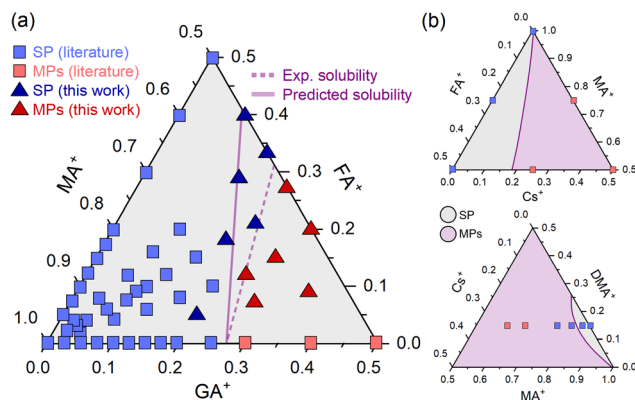 (a)
SP (literature)
MPs (literature)
SP (this work)
MPs (this work)
Exp. solubility
Predicted solubility
0.5
0.6
0.7
0.8
0.9
1.0
MA⁺
0.5
0.4
0.3
0.2
0.1
0.0
FA⁺
0.0
0.1
0.2
0.3
0.4
0.5
GA⁺
(b)
0.0
0.1
0.2
0.3
0.4
0.5
FA⁺
1.0
0.9
0.8
0.7
0.6
0.5
MA⁺
0.0
0.1
0.2
0.3
0.4
0.5
Cs⁺
SP
MPs
0.0
0.1
0.2
0.3
0.4
0.5
Cs⁺
0.5
0.4
0.3
0.2
0.1
0.0
DMA⁺
0.5
0.6
0.7
0.8
0.9
1.0
MA⁺